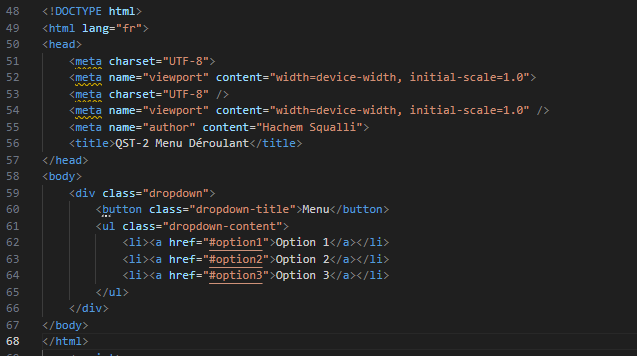 48 <!DOCTYPE html>
49 <html lang="fr">
50 <head>
51 <meta charset="UTF-8">
52 <meta name="viewport" content="width=device-width, initial-scale=1.0">
53 <meta charset="UTF-8" />
54 <meta name="viewport" content="width=device-width, initial-scale=1.0" />
55 <meta name="author" content="Hachem Squalli">
56 <title>QST-2 Menu Déroulant</title>
57 </head>
58 <body>
59 <div class="dropdown">
60 <button class="dropdown-title">Menu</button>
61 <ul class="dropdown-content">
62 <li><a href="#option1">Option 1</a></li>
63 <li><a href="#option2">Option 2</a></li>
64 <li><a href="#option3">Option 3</a></li>
65 </ul>
66 </div>
67 </body>
68 </html>